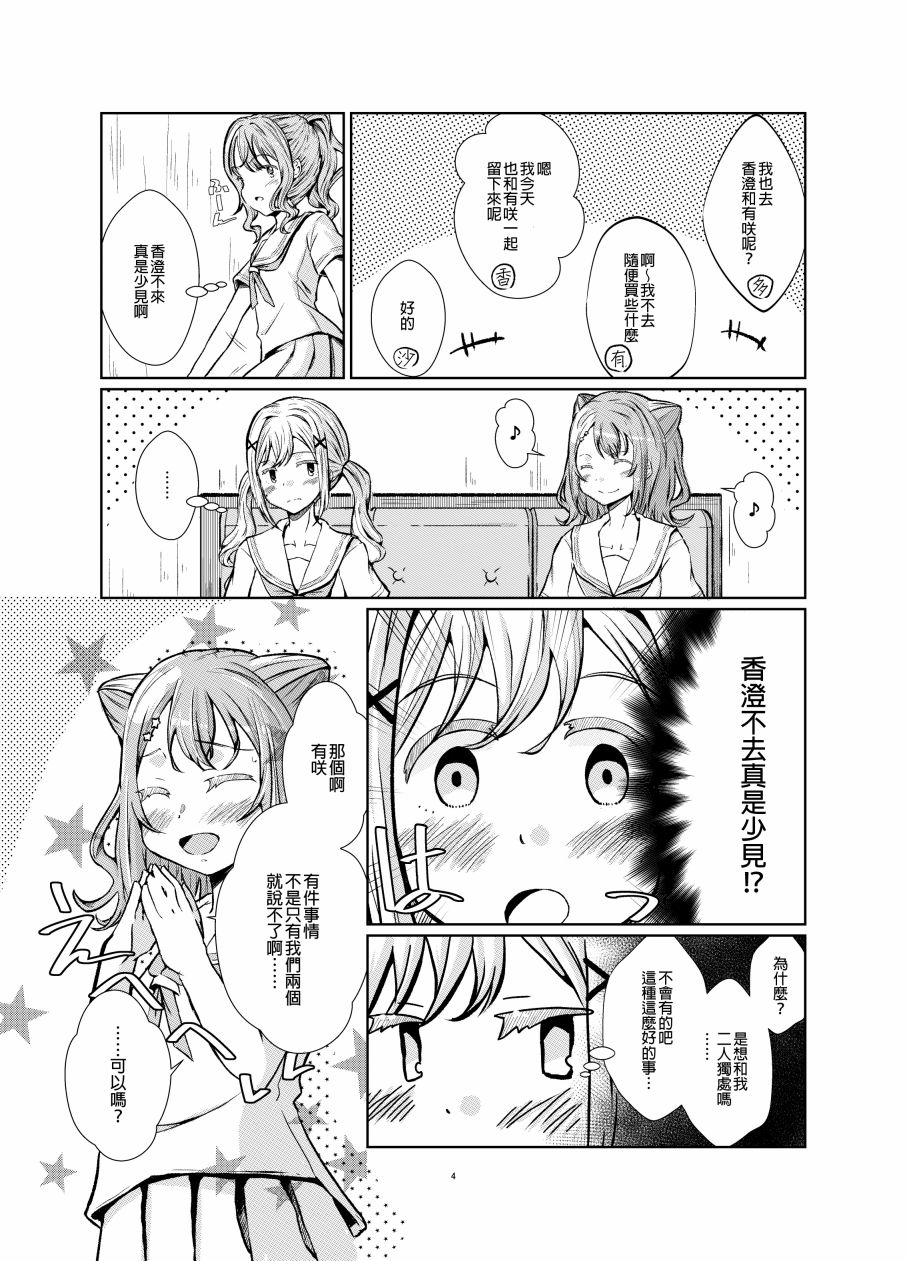 我也去
香澄和有咲呢？
多
啊～我不去
隨便買些什麼
有
嗯
我今天
也和有咲一起
留下來呢
香
好的
沙
ふーん
香澄不來
真是少見啊
♪
♪
……
香澄不去真是少見!?
はっ
為什麼？
是想和我
二人獨處嗎
……
不會有的吧
這種這麼好的事…
那個啊
有咲
有件事情
不是只有我們兩個
就說不了啊……
……可以嗎？
えへへ
4